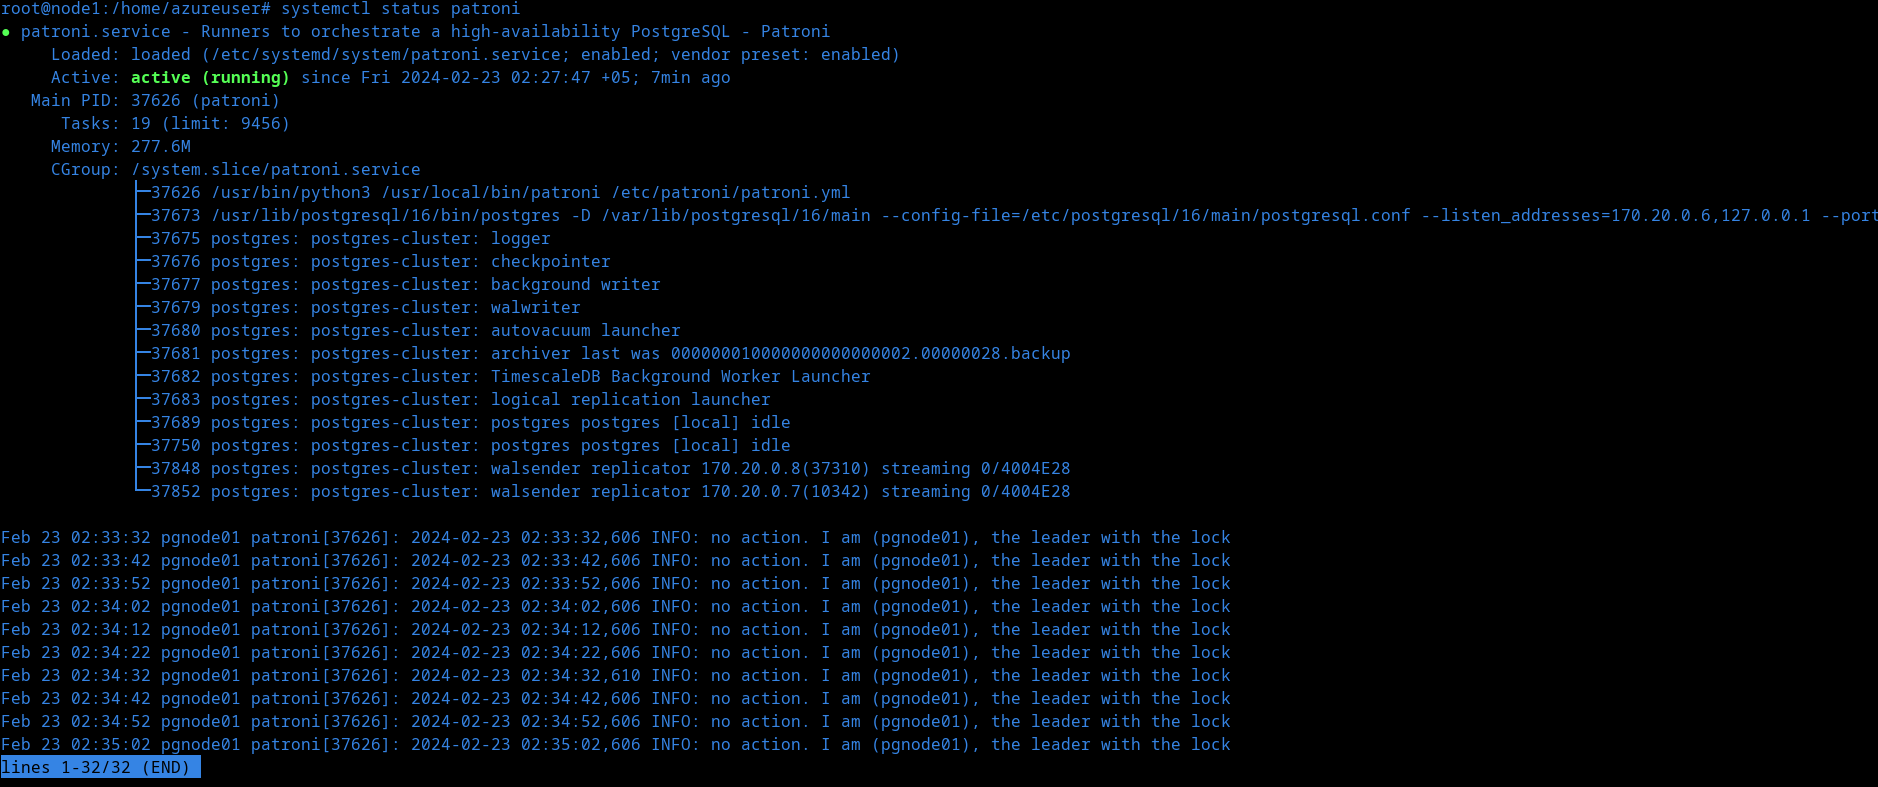 root@node1:/home/azureuser# systemctl status patroni
● patroni.service - Runners to orchestrate a high-availability PostgreSQL - Patroni
     Loaded: loaded (/etc/systemd/system/patroni.service; enabled; vendor preset: enabled)
     Active: active (running) since Fri 2024-02-23 02:27:47 +05; 7min ago
   Main PID: 37626 (patroni)
      Tasks: 19 (limit: 9456)
     Memory: 277.6M
     CGroup: /system.slice/patroni.service
             ├─37626 /usr/bin/python3 /usr/local/bin/patroni /etc/patroni/patroni.yml
             ├─37673 /usr/lib/postgresql/16/bin/postgres -D /var/lib/postgresql/16/main --config-file=/etc/postgresql/16/main/postgresql.conf --listen_addresses=170.20.0.6,127.0.0.1 --port
             ├─37675 postgres: postgres-cluster: logger
             ├─37676 postgres: postgres-cluster: checkpointer
             ├─37677 postgres: postgres-cluster: background writer
             ├─37679 postgres: postgres-cluster: walwriter
             ├─37680 postgres: postgres-cluster: autovacuum launcher
             ├─37681 postgres: postgres-cluster: archiver last was 000000010000000000000002.00000028.backup
             ├─37682 postgres: postgres-cluster: TimescaleDB Background Worker Launcher
             ├─37683 postgres: postgres-cluster: logical replication launcher
             ├─37689 postgres: postgres-cluster: postgres postgres [local] idle
             ├─37750 postgres: postgres-cluster: postgres postgres [local] idle
             ├─37848 postgres: postgres-cluster: walsender replicator 170.20.0.8(37310) streaming 0/4004E28
             └─37852 postgres: postgres-cluster: walsender replicator 170.20.0.7(10342) streaming 0/4004E28

Feb 23 02:33:32 pgnode01 patroni[37626]: 2024-02-23 02:33:32,606 INFO: no action. I am (pgnode01), the leader with the lock
Feb 23 02:33:42 pgnode01 patroni[37626]: 2024-02-23 02:33:42,606 INFO: no action. I am (pgnode01), the leader with the lock
Feb 23 02:33:52 pgnode01 patroni[37626]: 2024-02-23 02:33:52,606 INFO: no action. I am (pgnode01), the leader with the lock
Feb 23 02:34:02 pgnode01 patroni[37626]: 2024-02-23 02:34:02,606 INFO: no action. I am (pgnode01), the leader with the lock
Feb 23 02:34:12 pgnode01 patroni[37626]: 2024-02-23 02:34:12,606 INFO: no action. I am (pgnode01), the leader with the lock
Feb 23 02:34:22 pgnode01 patroni[37626]: 2024-02-23 02:34:22,606 INFO: no action. I am (pgnode01), the leader with the lock
Feb 23 02:34:32 pgnode01 patroni[37626]: 2024-02-23 02:34:32,610 INFO: no action. I am (pgnode01), the leader with the lock
Feb 23 02:34:42 pgnode01 patroni[37626]: 2024-02-23 02:34:42,606 INFO: no action. I am (pgnode01), the leader with the lock
Feb 23 02:34:52 pgnode01 patroni[37626]: 2024-02-23 02:34:52,606 INFO: no action. I am (pgnode01), the leader with the lock
Feb 23 02:35:02 pgnode01 patroni[37626]: 2024-02-23 02:35:02,606 INFO: no action. I am (pgnode01), the leader with the lock
lines 1-32/32 (END)